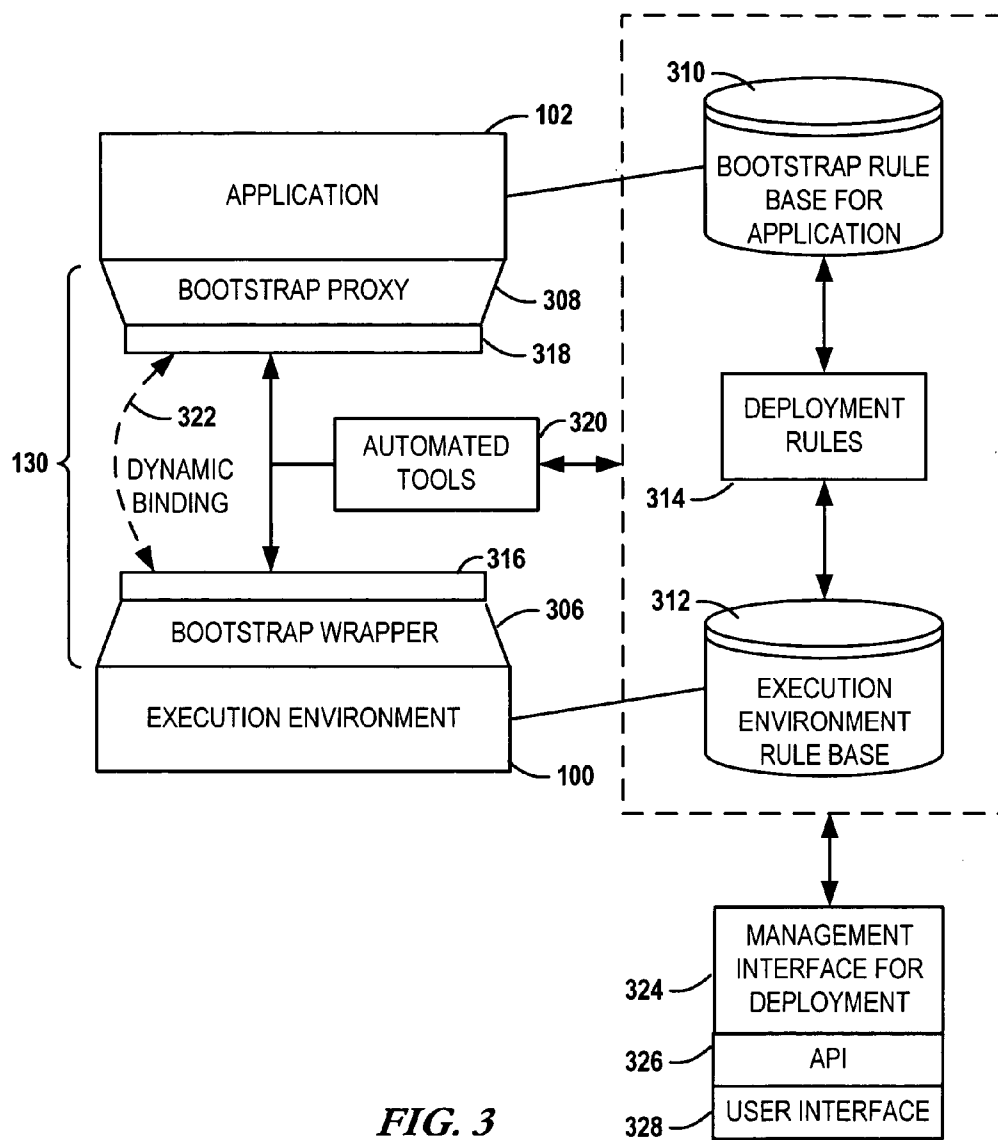 310
102
BOOTSTRAP RULE
BASE FOR
APPLICATION
APPLICATION
BOOTSTRAP PROXY
308
318
322
130
DYNAMIC
BINDING
320
AUTOMATED
TOOLS
DEPLOYMENT
RULES
314
316
306
BOOTSTRAP WRAPPER
312
EXECUTION ENVIRONMENT
100
EXECUTION
ENVIRONMENT
RULE BASE
324
MANAGEMENT
INTERFACE FOR
DEPLOYMENT
326
API
328
USER INTERFACE
FIG. 3